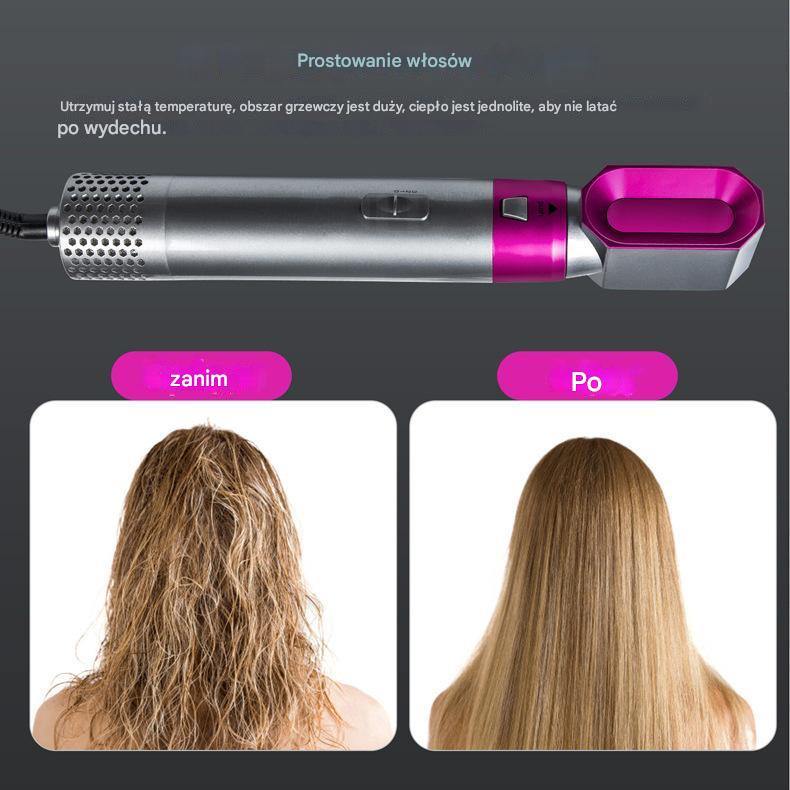 Prostowanie włosów
Utrzymuj stałą temperaturę, obszar grzewczy jest duży, ciepło jest jednolite, aby nie latać
po wydechu.
zanim
Po